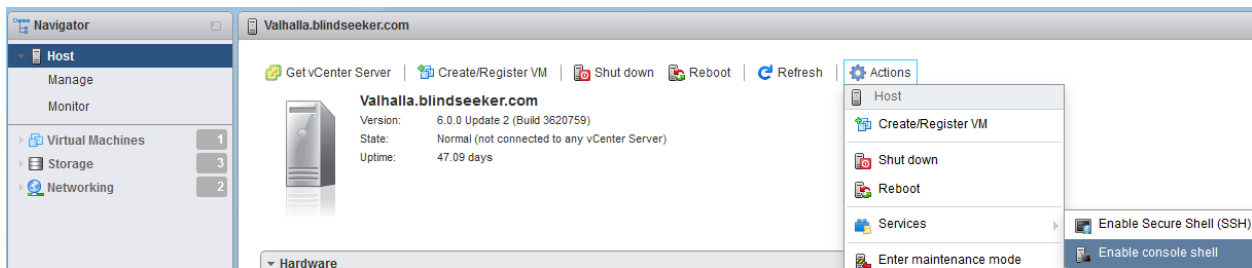 Navigator
Host
Manage
Monitor
Virtual Machines 1
Storage 3
Networking 2
Valhalla.blindseeker.com
Get vCenter Server | Create/Register VM | Shut down Reboot | Refresh | Actions
Valhalla.blindseeker.com
Version: 6.0.0 Update 2 (Build 3620759)
State: Normal (not connected to any vCenter Server)
Uptime: 47.09 days
Hardware
Host
Create/Register VM
Shut down
Reboot
Services
Enter maintenance mode
Enable Secure Shell (SSH)
Enable console shell